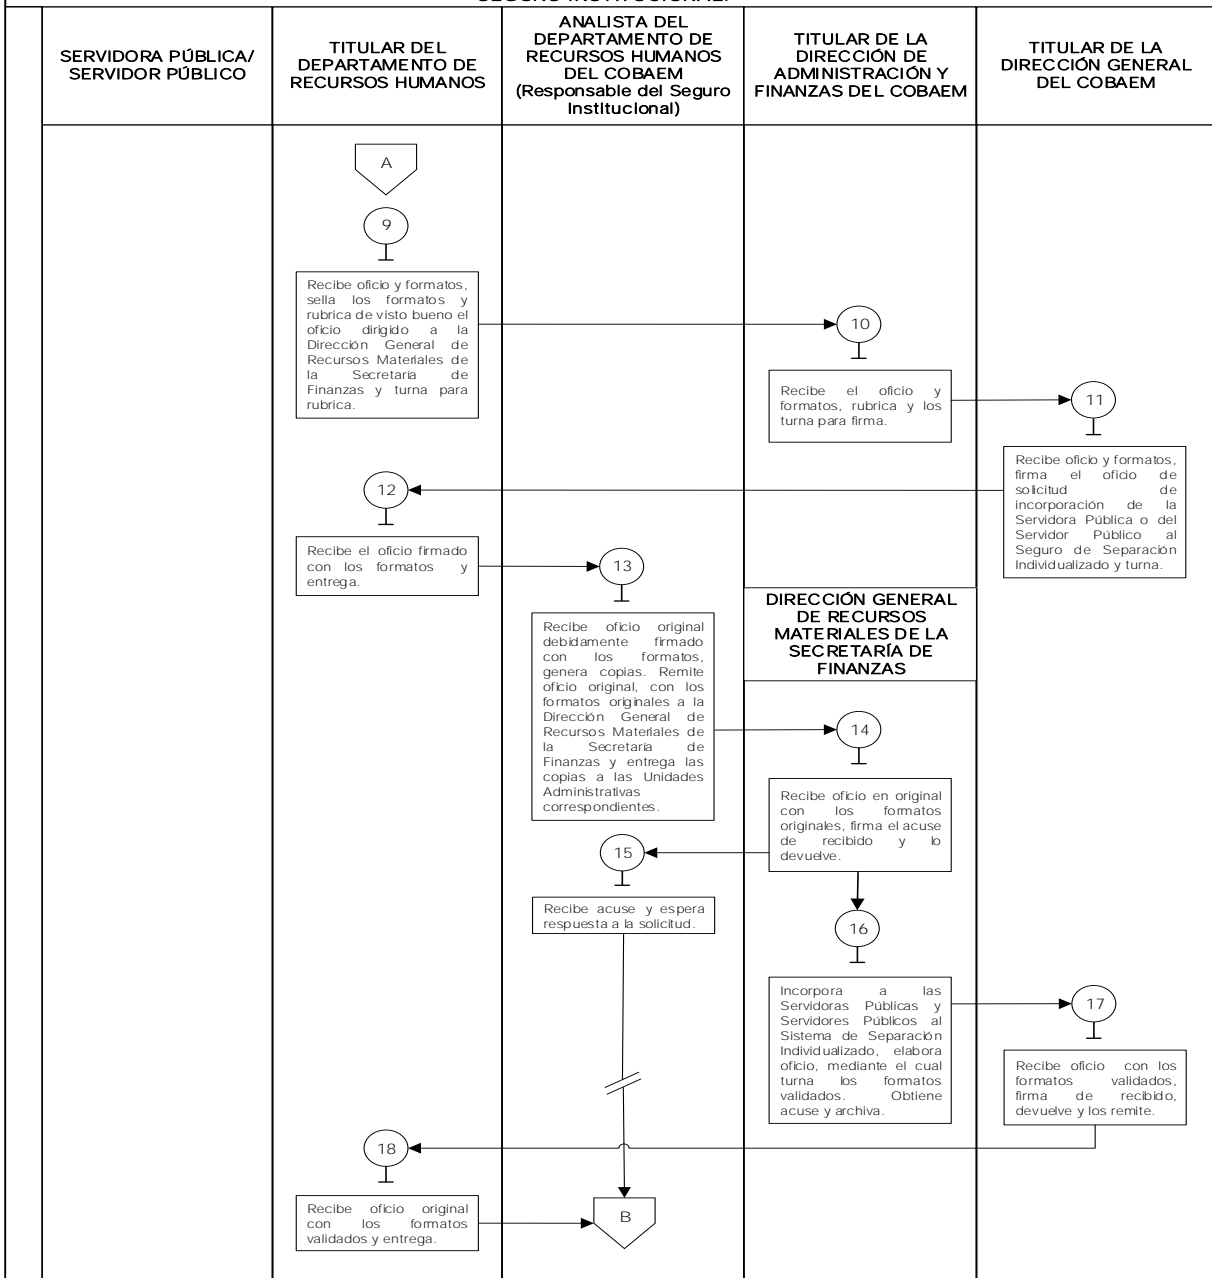 SEGURO INSTITUCIONAL.
SERVIDORA PÚBLICA/
SERVIDOR PÚBLICO
TITULAR DEL
DEPARTAMENTO DE
RECURSOS HUMANOS
ANALISTA DEL
DEPARTAMENTO DE
RECURSOS HUMANOS
DEL COBAEM
(Responsable del Seguro
Institucional)
TITULAR DE LA
DIRECCIÓN DE
ADMINISTRACIÓN Y
FINANZAS DEL COBAEM
TITULAR DE LA
DIRECCIÓN GENERAL
DEL COBAEM
A
9
Recibe oficio y formatos,
sella los formatos y
rubrica de visto bueno el
oficio dirigido a la
Dirección General de
Recursos Materiales de
la Secretaría de
Finanzas y turna para
rubrica.
10
Recibe el oficio y
formatos, rubrica y los
turna para firma.
11
Recibe oficio y formatos,
firma el oficio de
solicitud de
incorporación de la
Servidora Pública o del
Servidor Público al
Seguro de Separación
Individualizado y turna.
12
Recibe el oficio firmado
con los formatos y
entrega.
13
Recibe oficio original
debidamente firmado
con los formatos,
genera copias. Remite
oficio original, con los
formatos originales a la
Dirección General de
Recursos Materiales de
la Secretaría de
Finanzas y entrega las
copias a las Unidades
Administrativas
correspondientes.
DIRECCIÓN GENERAL
DE RECURSOS
MATERIALES DE LA
SECRETARÍA DE
FINANZAS
14
Recibe oficio en original
con los formatos
originales, firma el acuse
de recibido y lo
devuelve.
15
Recibe acuse y espera
respuesta a la solicitud.
16
Incorpora a las
Servidoras Públicas y
Servidores Públicos al
Sistema de Separación
Individualizado, elabora
oficio, mediante el cual
turna los formatos
validados. Obtiene
acuse y archiva.
17
Recibe oficio con los
formatos validados,
firma de recibido,
devuelve y los remite.
18
Recibe oficio original
con los formatos
validados y entrega.
B